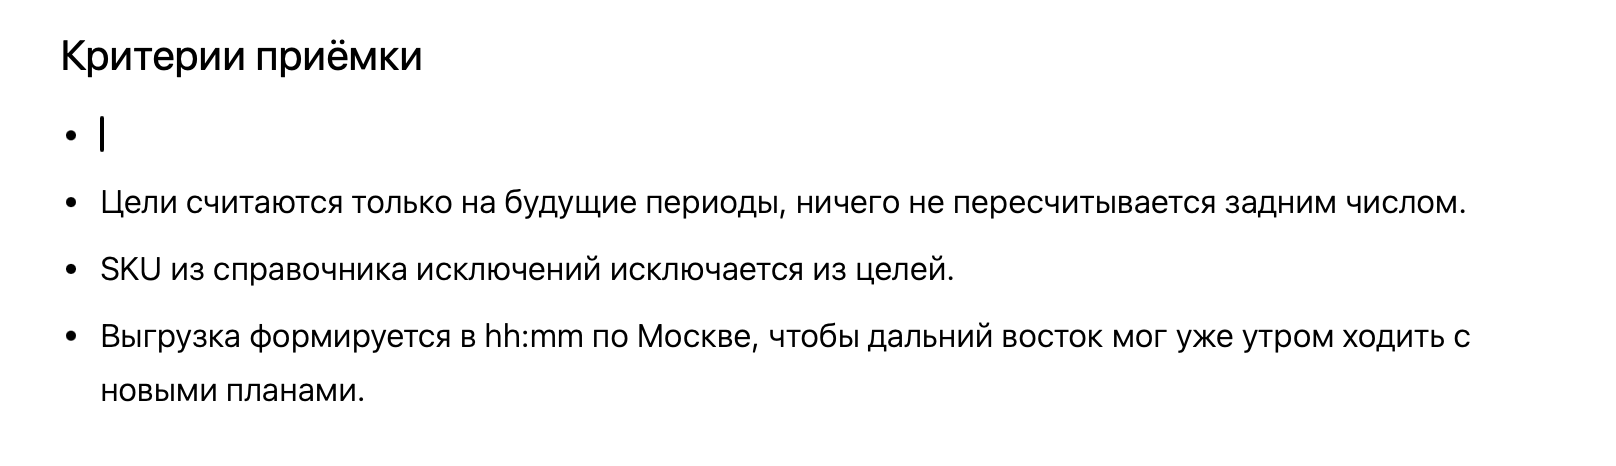 Критерии приёмки
•
• Цели считаются только на будущие периоды, ничего не пересчитывается задним числом.
• SKU из справочника исключений исключается из целей.
• Выгрузка формируется в hh:mm по Москве, чтобы дальний восток мог уже утром ходить с
новыми планами.